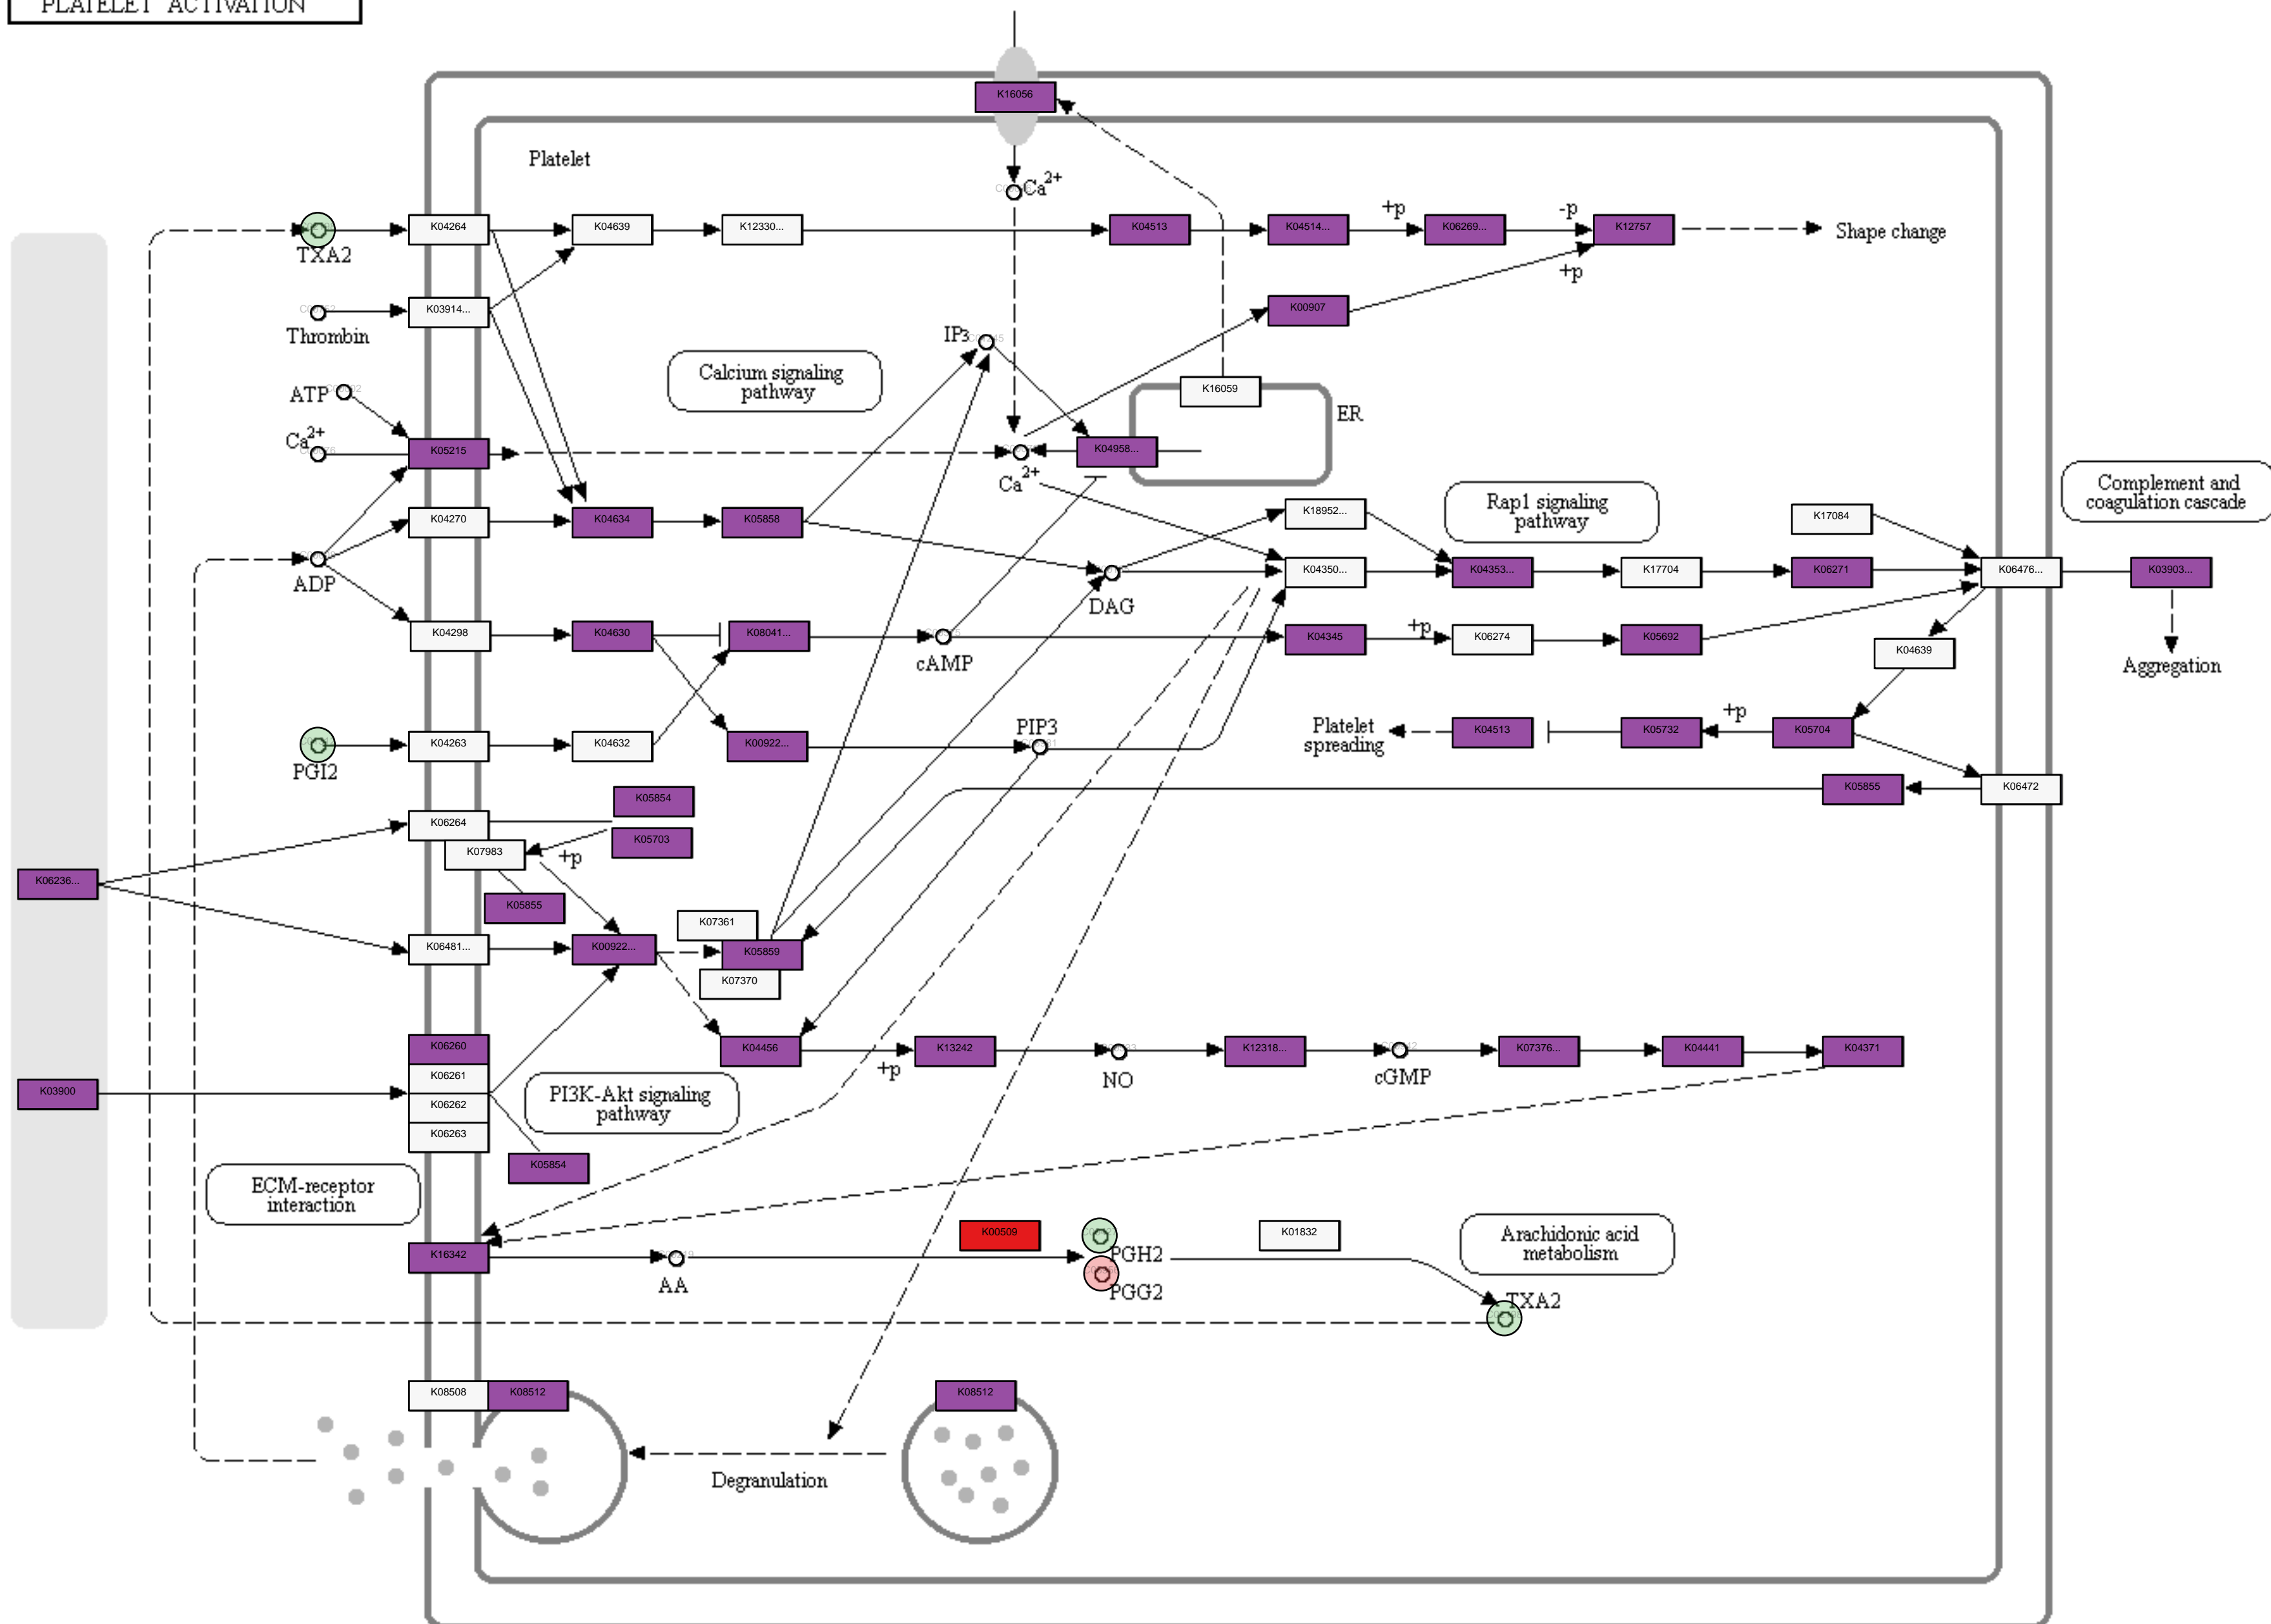 PLATELET ACTIVATION
K16056
Platelet
Ca2+
TXA2
K04264
K04639
K12330...
K04513
K04514...
+p
K06269...
-p
K12757
Shape change
+p
Thrombin
K03914...
K00907
IP3
Calcium signaling
pathway
K16059
ER
ATP
Ca2+
K05215
K04958...
Ca2+
Complement and
coagulation cascade
K04270
K04634
K05858
K18952...
Rap1 signaling
pathway
K17084
ADP
DAG
K04350...
K04353...
K17704
K06271
K06476...
K03903...
K04298
K04630
K08041...
cAMP
K04345
+p
K06274
K05692
K04639
Aggregation
PGI2
K04263
K04632
K00922...
PIP3
Platelet
spreading
K04513
K05732
+p
K05704
K05854
K05855
K06472
K06264
K05703
K07983
+p
K06236...
K05855
K07361
K06481...
K00922...
K05859
K07370
K06260
K04456
+p
K13242
NO
K12318...
cGMP
K07376...
K04441
K04371
K03900
K06261
K06262
K06263
PI3K-Akt signaling
pathway
K05854
ECM-receptor
interaction
K16342
AA
K00509
PGH2
PGG2
K01832
Arachidonic acid
metabolism
TXA2
K08508
K08512
K08512
Degranulation